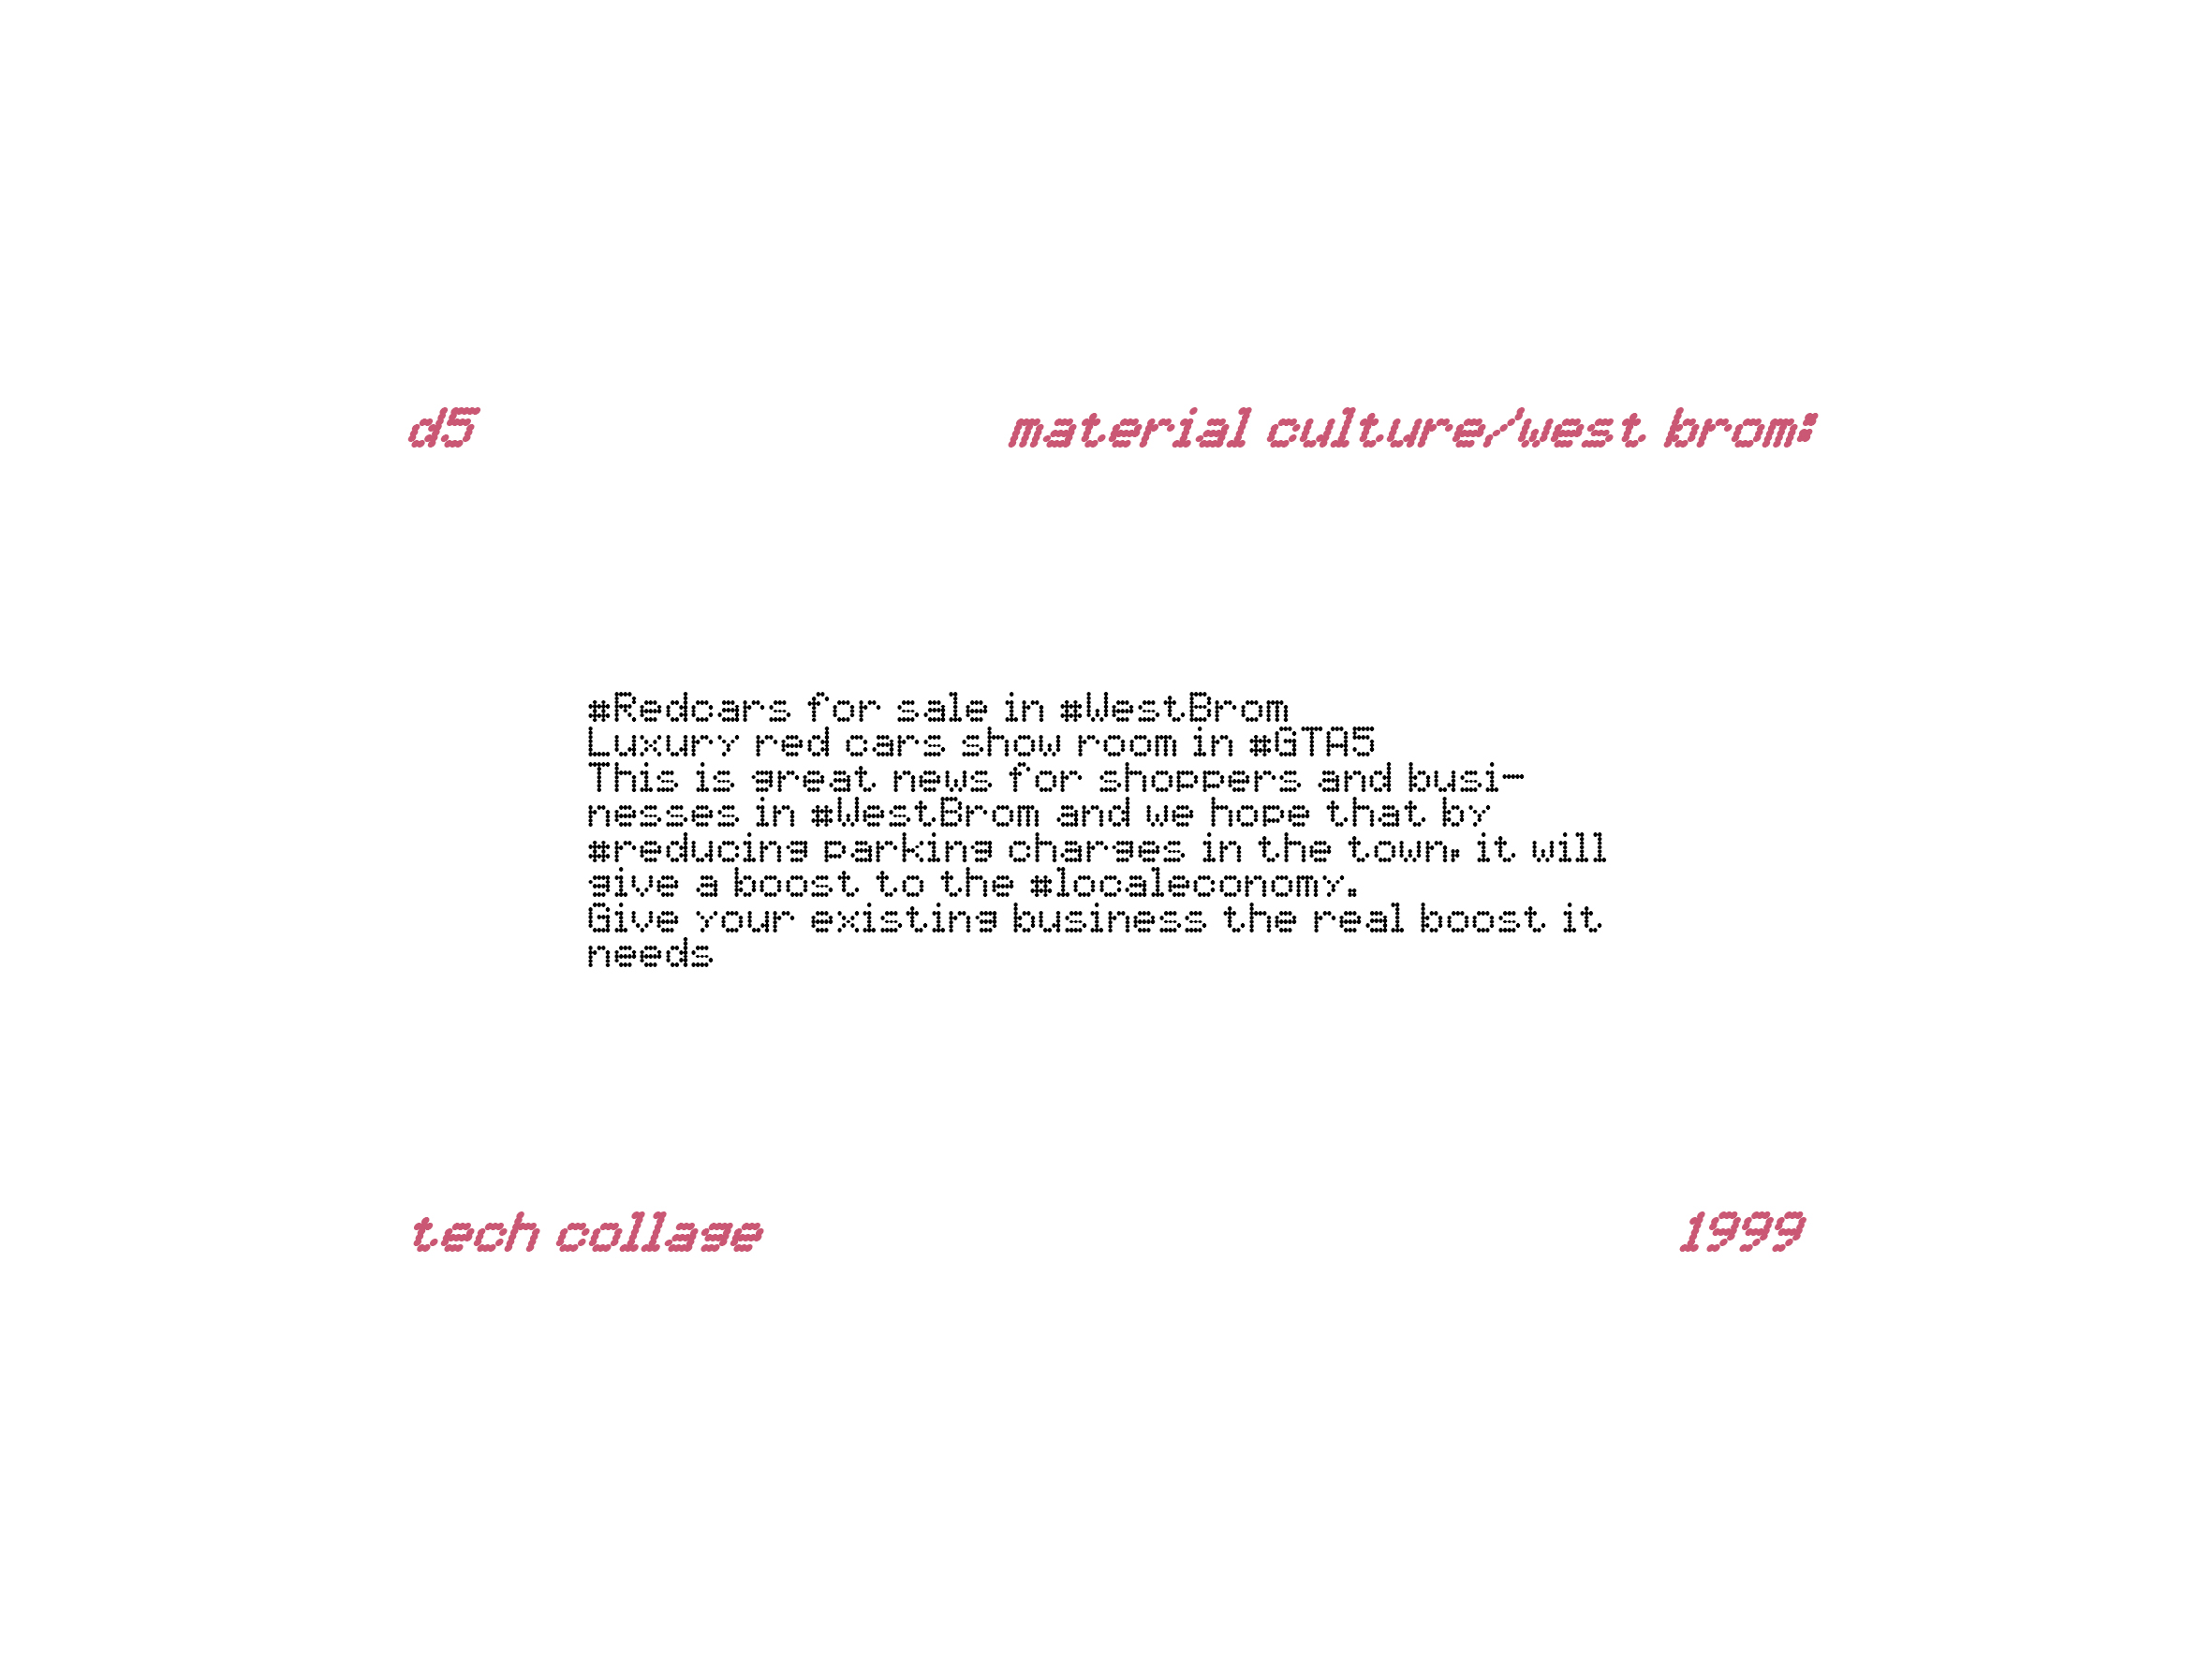 d5
material culture/west brom:
#Redcars for sale in #WestBrom
Luxury red cars show room in #GTA5
This is great news for shoppers and busi-
nesses in #WestBrom and we hope that by
#reducing parking charges in the town, it will
give a boost to the #localeconomy.
Give your existing business the real boost it
needs
tech collage
1999